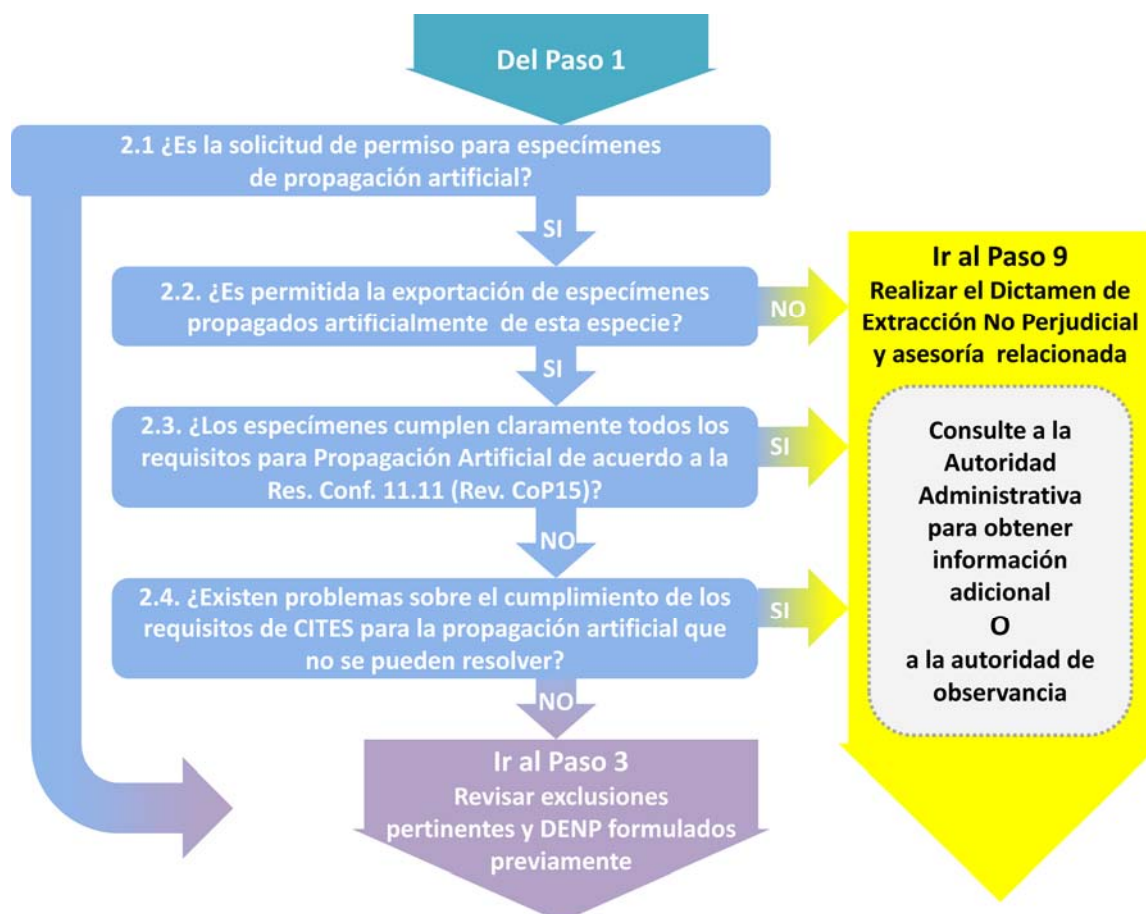 Del Paso 1
2.1 ¿Es la solicitud de permiso para especímenes
de propagación artificial?
SI
2.2. ¿Es permitida la exportación de especímenes
propagados artificialmente de esta especie?
NO
SI
2.3. ¿Los especímenes cumplen claramente todos los
requisitos para Propagación Artificial de acuerdo a la
Res. Conf. 11.11 (Rev. CoP15)?
SI
NO
2.4. ¿Existen problemas sobre el cumplimiento de los
requisitos de CITES para la propagación artificial que
no se pueden resolver?
SI
NO
Ir al Paso 3
Revisar exclusiones
pertinentes y DENP formulados
previamente
Ir al Paso 9
Realizar el Dictamen de
Extracción No Perjudicial
y asesoría relacionada
Consulte a la
Autoridad
Administrativa
para obtener
información
adicional
O
a la autoridad de
observancia